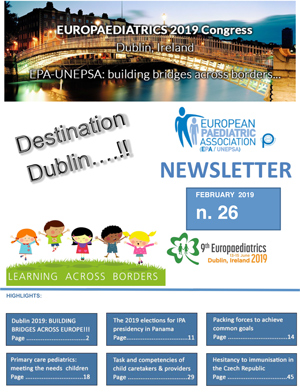 EUROPAEDIATRICS 2019 Congress
Dublin, Ireland
EPA-UNEPSA: building bridges across borders...
Destination
Dublin....!!
EUROPEAN
PAEDIATRIC
ASSOCIATION
(EPA / UNEPSA)
NEWSLETTER
FEBRUARY 2019
n. 26
9th Europaediatrics
13-15 June
Dublin, Ireland 2019
LEARNING ACROSS BORDERS
HIGHLIGHTS:
Dublin 2019: BUILDING
BRIDGES ACROSS EUROPE!!!
Page ........................2
The 2019 elections for IPA
presidency in Panama
Page........................11
Packing forces to achieve
common goals
Page .......................14
Primary care pediatrics:
meeting the needs children
Page ......................18
Task and competencies of
child caretakers & providers
Page .......................29
Hesitancy to immunisation in
the Czech Republic
Page........................45